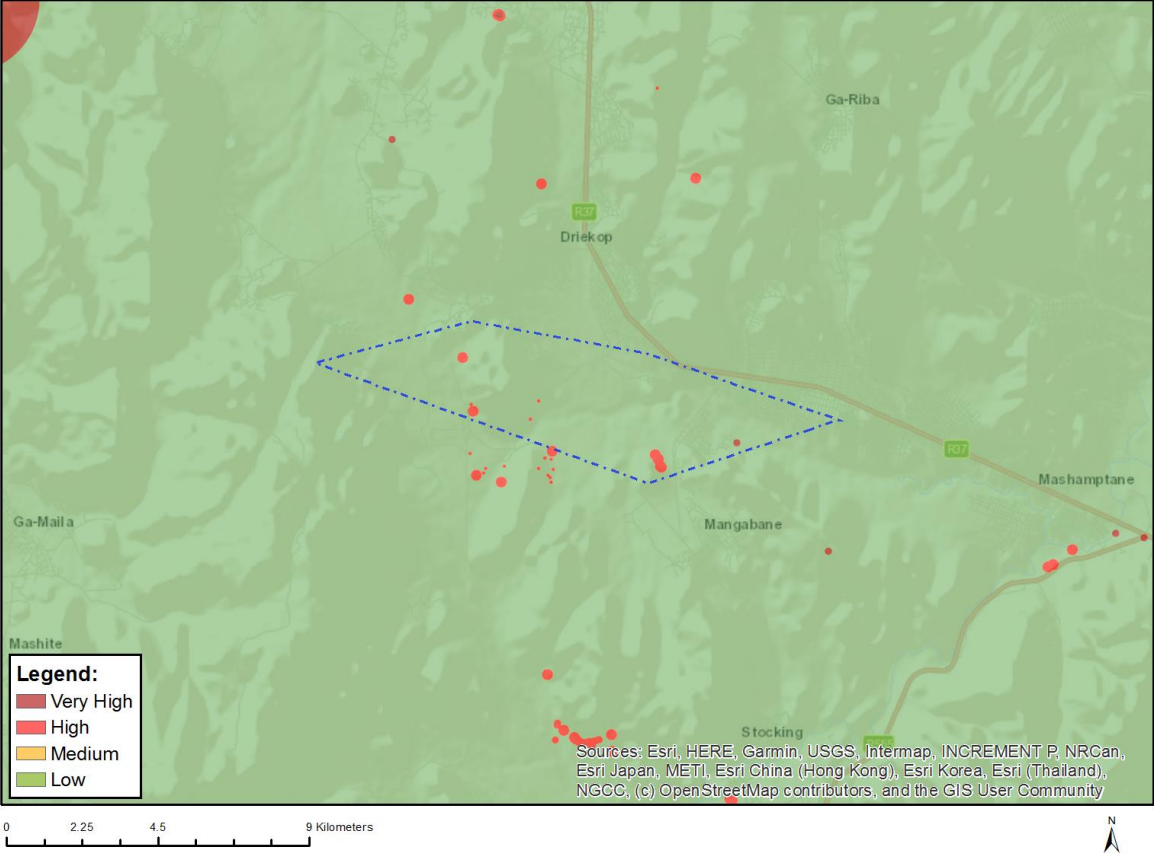 Ga-Riba
R37
Driekop
R37
Mashamptane
Ga-Maila
Mangabane
Mashite
Legend:
Very High
High
Medium
Low
Stocking
Sources: Esri, HERE, Garmin, USGS, Intermap, INCREMENT P, NRCan,
Esri Japan, METI, Esri China (Hong Kong), Esri Korea, Esri (Thailand),
NGCC, (c) OpenStreetMap contributors, and the GIS User Community
0 2.25 4.5 9 Kilometers
N